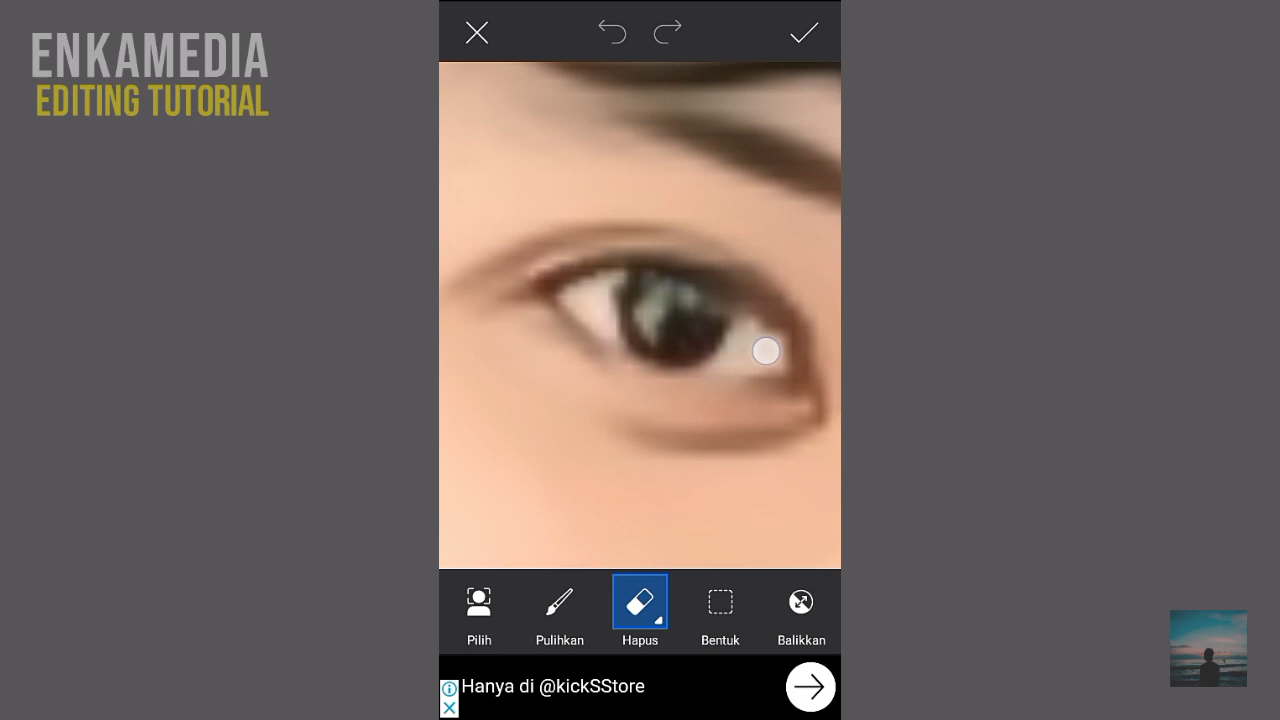 ENKAMEDIA
EDITING TUTORIAL
Pilih
Pulihkan
Hapus
Bentuk
Balikkan
Hanya di @kickSStore